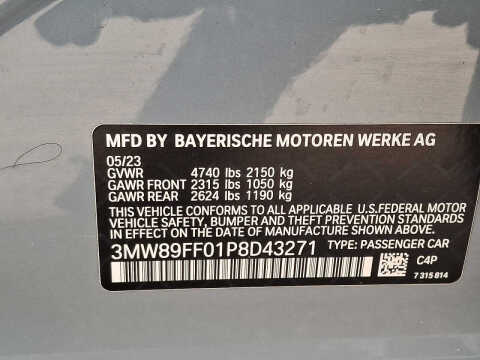 MFD BY BAYERISCHE MOTOREN WERKE AG
05/23
GVWR 4740 lbs 2150 kg
GAWR FRONT 2315 lbs 1050 kg
GAWR REAR 2624 lbs 1190 kg
THIS VEHICLE CONFORMS TO ALL APPLICABLE U.S.FEDERAL MOTOR
VEHICLE SAFETY, BUMPER AND THEFT PREVENTION STANDARDS
IN EFFECT ON THE DATE OF MANUFACTURE SHOWN ABOVE.
3MW89FF01P8D43271 TYPE: PASSENGER CAR
C4P
7 315 814